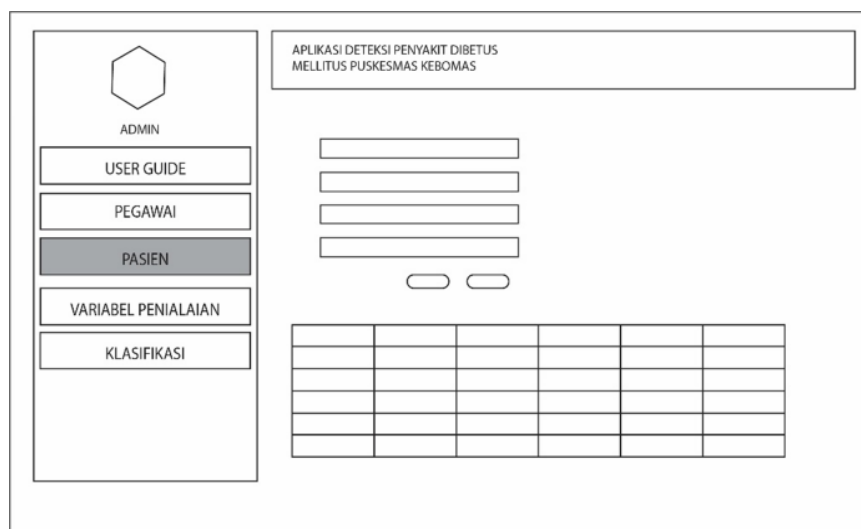 APLIKASI DETEKSI PENYAKIT DIBETUS
MELLITUS PUSKESMAS KEBOMAS
ADMIN
USER GUIDE
PEGAWAI
PASIEN
VARIABEL PENIALAIAN
KLASIFIKASI